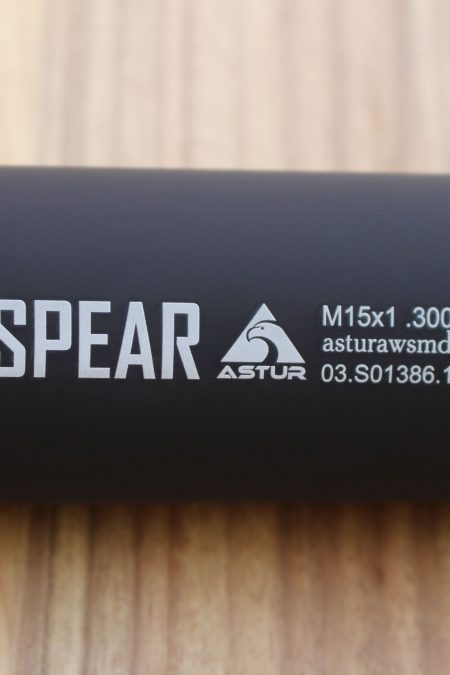 SPEAR
ASTUR
M15x1 .300
asturawsmd
03.S01386.1